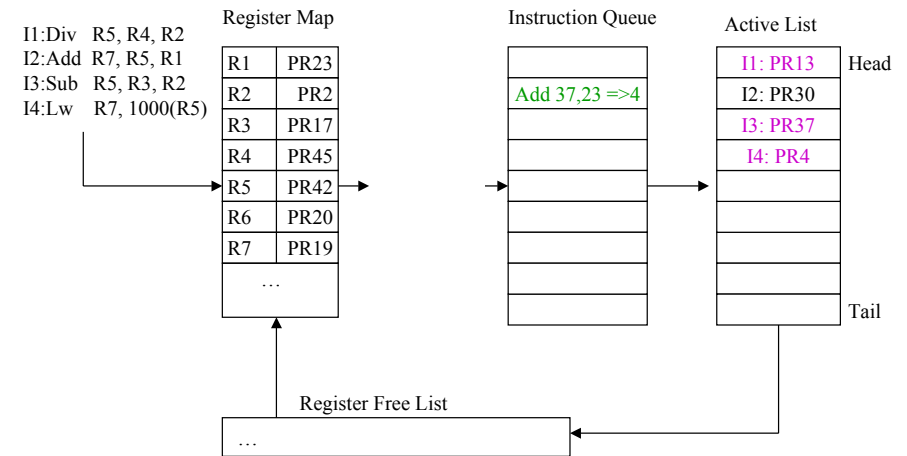 I1:Div R5, R4, R2
I2:Add R7, R5, R1
I3:Sub R5, R3, R2
I4:Lw R7, 1000(R5)
Register Map
R1 PR23
R2 PR2
R3 PR17
R4 PR45
R5 PR42
R6 PR20
R7 PR19
…
Instruction Queue
Add 37,23 =>4
Active List
I1: PR13 Head
I2: PR30
I3: PR37
I4: PR4
Tail
Register Free List
…